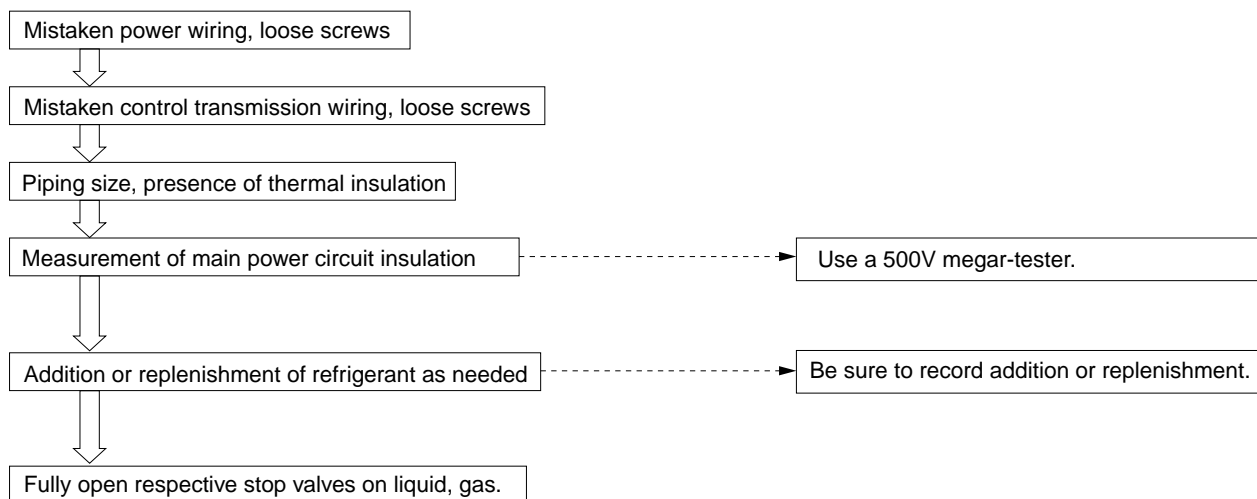 Mistaken power wiring, loose screws
Mistaken control transmission wiring, loose screws
Piping size, presence of thermal insulation
Measurement of main power circuit insulation
Use a 500V megar-tester.
Addition or replenishment of refrigerant as needed
Be sure to record addition or replenishment.
Fully open respective stop valves on liquid, gas.